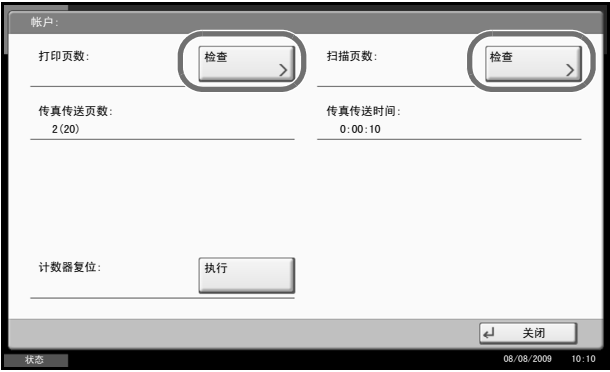 帐户:
打印页数:
检查
扫描页数:
检查
传真传送页数:
2(20)
传真传送时间:
0:00:10
计数器复位:
执行
关闭
状态
08/08/2009 10:10